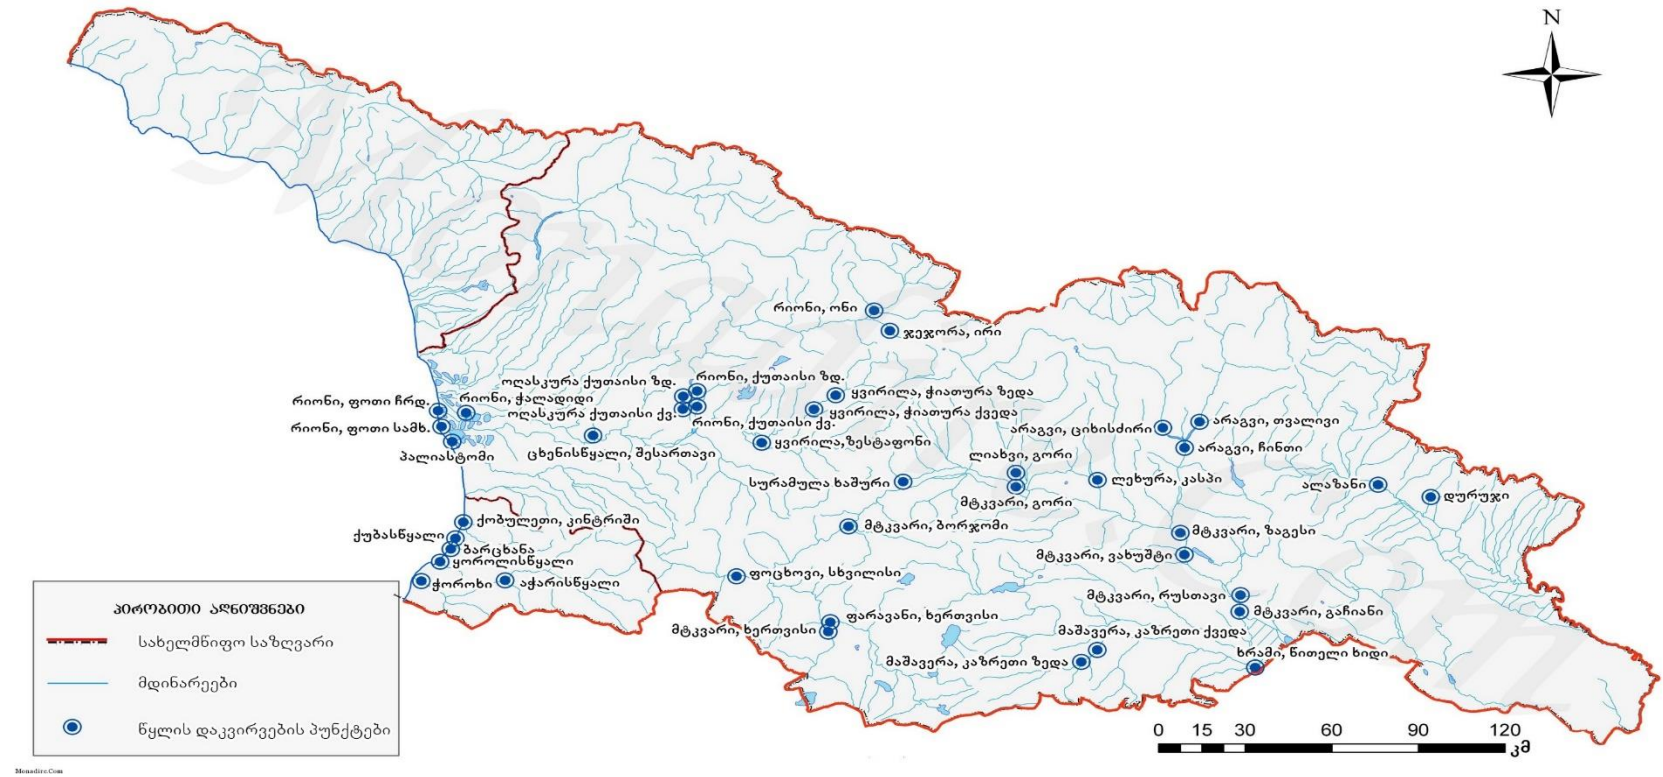 N
რიონი, ონი
ჯეჯორა, ირი
ოღასკურა ქუთაისი ზდ.
რიონი, ქუთაისი ზდ.
ყვირილა, ჭიათურა ზედა
რიონი, ფოთი ჩრდ.
რიონი, ჭალადიდი
ოღასკურა ქუთაისი ქვ.
რიონი, ქუთაისი ქვ.
ყვირილა, ჭიათურა ქვედა
არაგვი, თვალივი
რიონი, ფოთი სამხ.
არაგვი, ციხისძირი
პალიასტომი
ცხენისწყალი, შესართავი
ყვირილა,ზესტაფონი
არაგვი, ჩინთი
ლიახვი, გორი
სურამულა ხაშური
ლეხურა, კასპი
ალაზანი
დურუჯი
მტკვარი, გორი
ქობულეთი, კინტრიში
მტკვარი, ბორჯომი
მტკვარი, ზაგესი
ქუბასწყალი
ბარცხანა
მტკვარი, ვახუშტი
ყოროლისწყალი
ჭოროხი
აჭარისწყალი
ფოცხოვი, სხვილისი
მტკვარი, რუსთავი
მტკვარი, გაჩიანი
ფარავანი, ხერთვისი
მტკვარი, ხერთვისი
მაშავერა, კაზრეთი ქვედა
მაშავერა, კაზრეთი ზედა
ხრამი, წითელი ხიდი
პირობითი აღნიშვნები
სახელმწიფო საზღვარი
მდინარეები
წყლის დაკვირვების პუნქტები
0 15 30 60 90 120
კმ
Monadire.Com